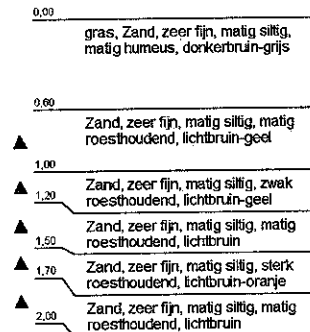 0,00
gras, Zand, zeer fijn, matig siltig,
matig humeus, donkerbruin-grijs
0,60
Zand, zeer fijn, matig siltig, matig
roesthoudend, lichtbruin-geel
1,00
Zand, zeer fijn, matig siltig, zwak
roesthoudend, lichtbruin-geel
1,20
Zand, zeer fijn, matig siltig, matig
roesthoudend, lichtbruin
1,50
Zand, zeer fijn, matig siltig, sterk
roesthoudend, lichtbruin-oranje
1,70
Zand, zeer fijn, matig siltig, matig
roesthoudend, lichtbruin
2,00